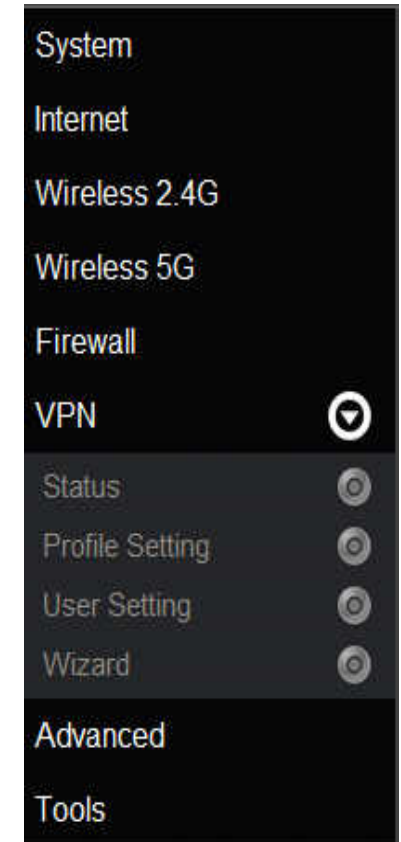 System
Internet
Wireless 2.4G
Wireless 5G
Firewall
VPN
Status
Profile Setting
User Setting
Wizard
Advanced
Tools